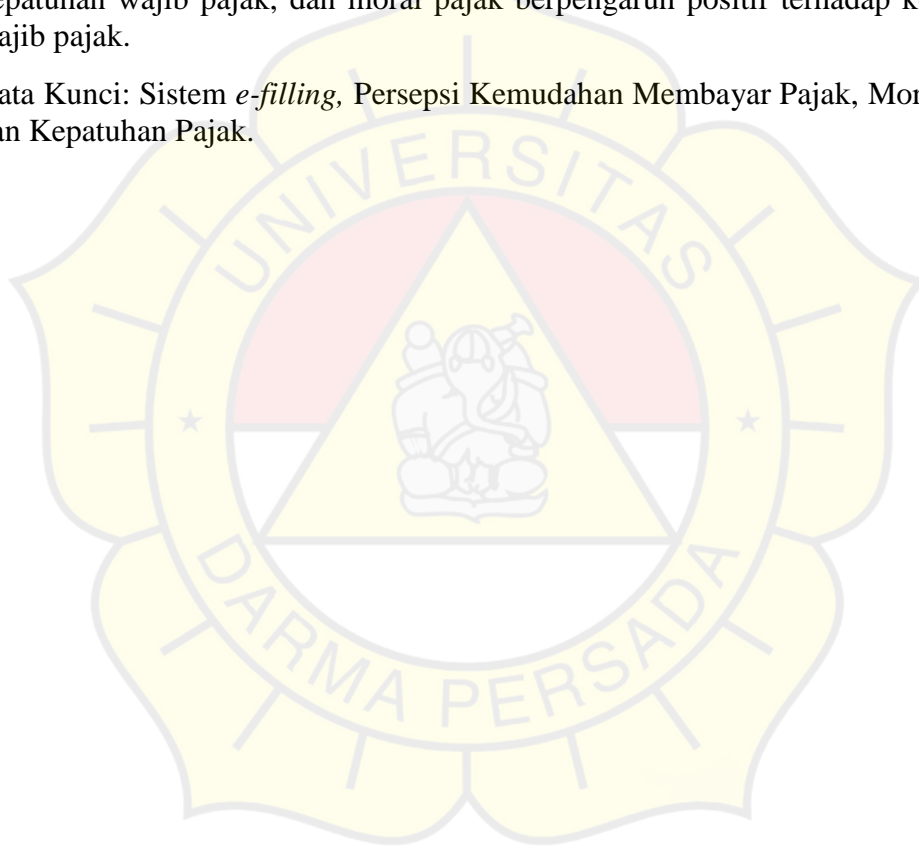 epatuhan wajib pajak, dan moral pajak berpengaruh positif terhadap k
ajib pajak.
ata Kunci: Sistem e-filling, Persepsi Kemudahan Membayar Pajak, Mor
an Kepatuhan Pajak.
UNIVERSITAS
DARMA PERSADA